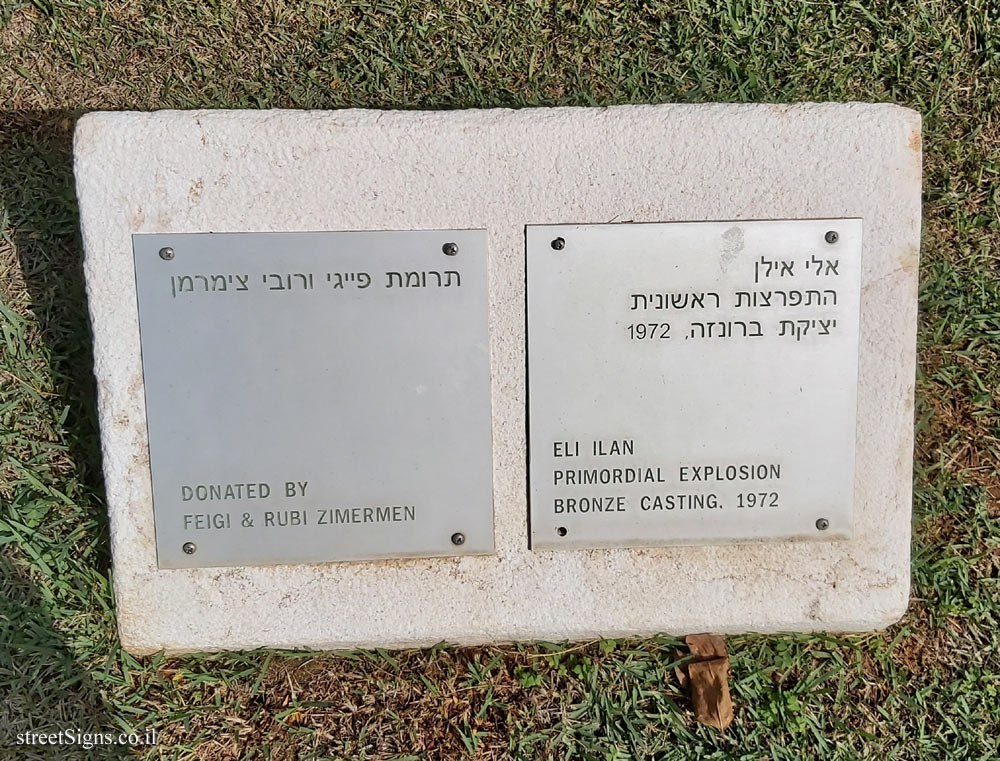 תרומת פייגי ורובי צימרמן
DONATED BY
FEIGI & RUBI ZIMERMEN
אלי אילן
התפרצות ראשונית
יציקת ברונזה, 1972
ELI ILAN
PRIMORDIAL EXPLOSION
BRONZE CASTING. 1972
streetSigns.co.il